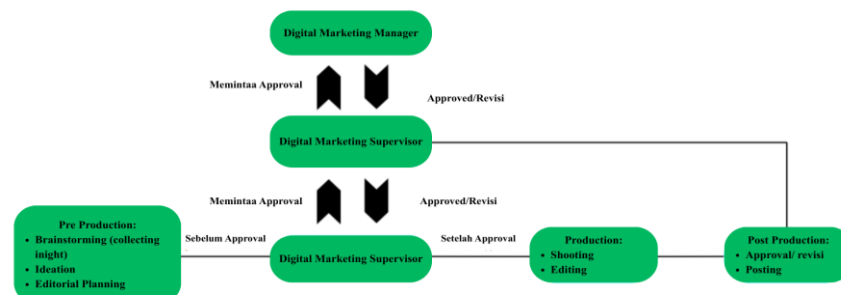 Digital Marketing Manager
Memintaa Approval
Approved/Revisi
Digital Marketing Supervisor
Memintaa Approval
Approved/Revisi
Pre Production:
• Brainstorming (collecting
inight)
• Ideation
• Editorial Planning
Sebelum Approval
Digital Marketing Supervisor
Setelah Approval
Production:
• Shooting
• Editing
Post Production:
• Approval/ revisi
• Posting